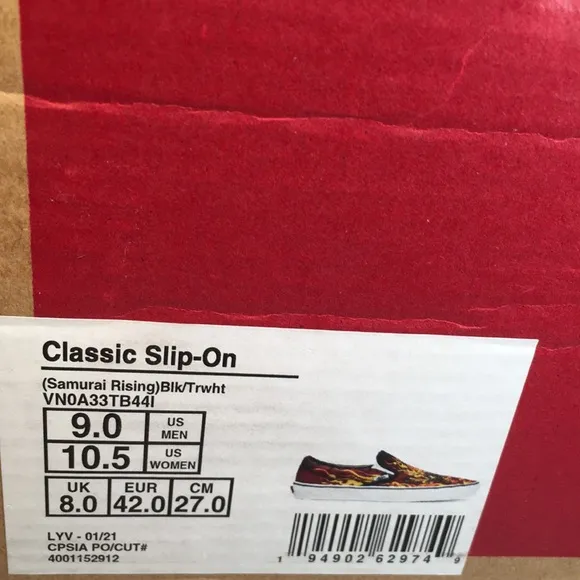 Classic Slip-On
(Samurai Rising)Blk/Trwht
VN0A33TB44I
9.0 US MEN
10.5 US WOMEN
UK EUR CM
8.0 42.0 27.0
LYV - 01/21
CPSIA PO/CUT#
4001152912
1 94902 62974 9